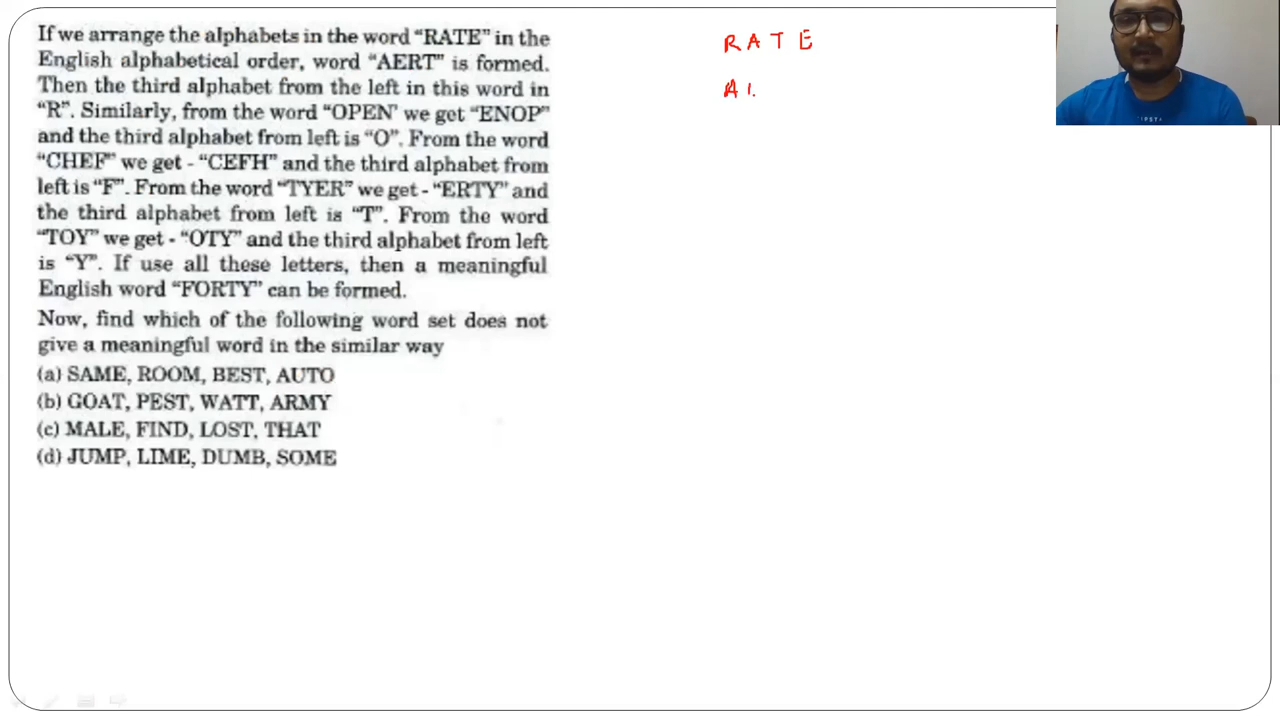 If we arrange the alphabets in the word “RATE” in the
English alphabetical order, word “AERT” is formed.
Then the third alphabet from the left in this word in
“R”. Similarly, from the word “OPEN’ we get “ENOP”
and the third alphabet from left is “O”. From the word
“CHEF” we get - “CEFH” and the third alphabet from
left is “F”. From the word “TYER” we get - “ERTY” and
the third alphabet from left is “T”. From the word
“TOY” we get - “OTY” and the third alphabet from left
is “Y”. If use all these letters, then a meaningful
English word “FORTY” can be formed.
Now, find which of the following word set does not
give a meaningful word in the similar way
(a) SAME, ROOM, BEST, AUTO
(b) GOAT, PEST, WATT, ARMY
(c) MALE, FIND, LOST, THAT
(d) JUMP, LIME, DUMB, SOME
R A T E
A